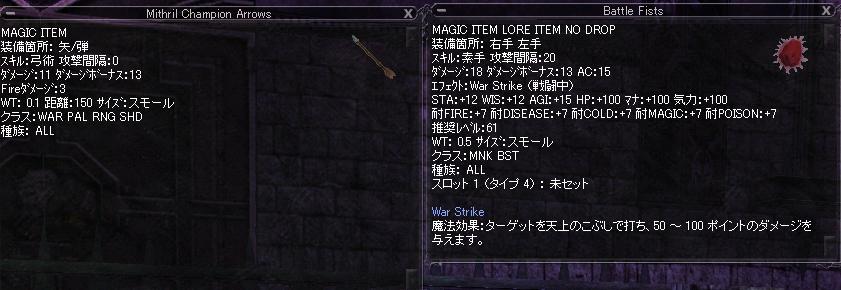 Mithril Champion Arrows
MAGIC ITEM
装備箇所: 矢/弾
スキル:弓術 攻撃間隔:0
ダメージ:11 ダメージボーナス:13
Fireダメージ:3
WT: 0.1 距離:150 サイズ:スモール
クラス:WAR PAL RNG SHD
種族: ALL
Battle Fists
MAGIC ITEM LORE ITEM NO DROP
装備箇所: 右手 左手
スキル:素手 攻撃間隔:20
ダメージ:18 ダメージボーナス:13 AC:15
エフェクト:War Strike (戦闘中)
STA:+12 WIS:+12 AGI:+15 HP:+100 マナ:+100 気力:+100
耐FIRE:+7 耐DISEASE:+7 耐COLD:+7 耐MAGIC:+7 耐POISON:+7
推奨レベル:61
WT: 0.5 サイズ:スモール
クラス:MNK BST
種族: ALL
スロット 1 (タイプ 4) : 未セット
War Strike
魔法効果:ターゲットを天上のこぶしで打ち、50 ～ 100 ポイントのダメージを
与えます。